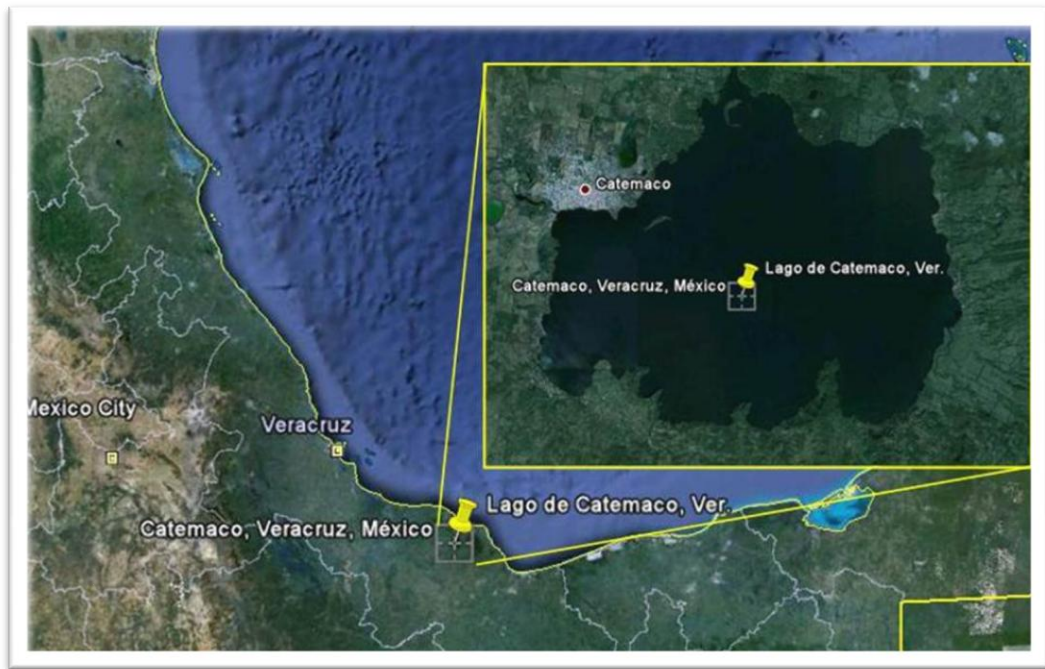 Catemaco
Lago de Catemaco, Ver.
Catemaco, Veracruz, México
Mexico City
Veracruz
Lago de Catemaco, Ver.
Catemaco, Veracruz, México